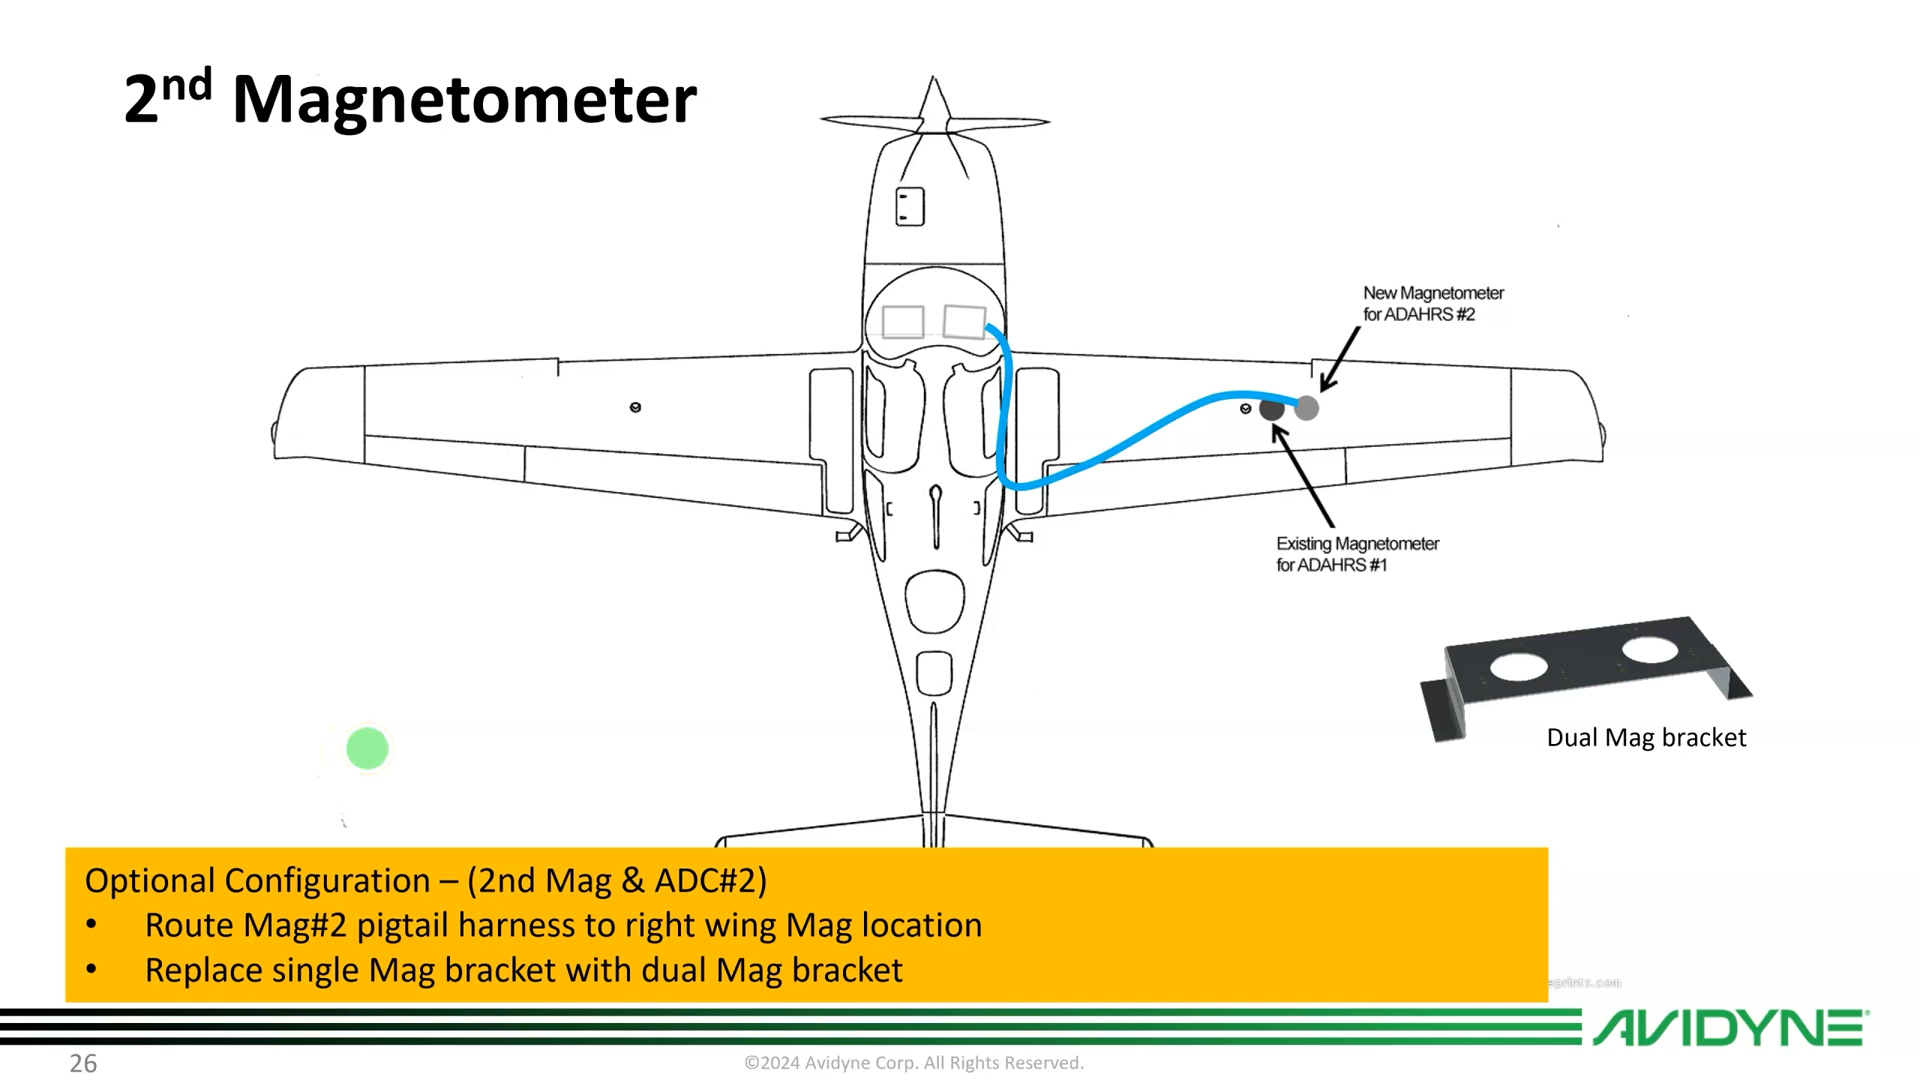 2nd Magnetometer
New Magnetometer
for ADAHRS #2
Existing Magnetometer
for ADAHRS #1
Dual Mag bracket
Optional Configuration – (2nd Mag & ADC#2)
• Route Mag#2 pigtail harness to right wing Mag location
• Replace single Mag bracket with dual Mag bracket
eprints.com
AVIDYNE®
26
©2024 Avidyne Corp. All Rights Reserved.